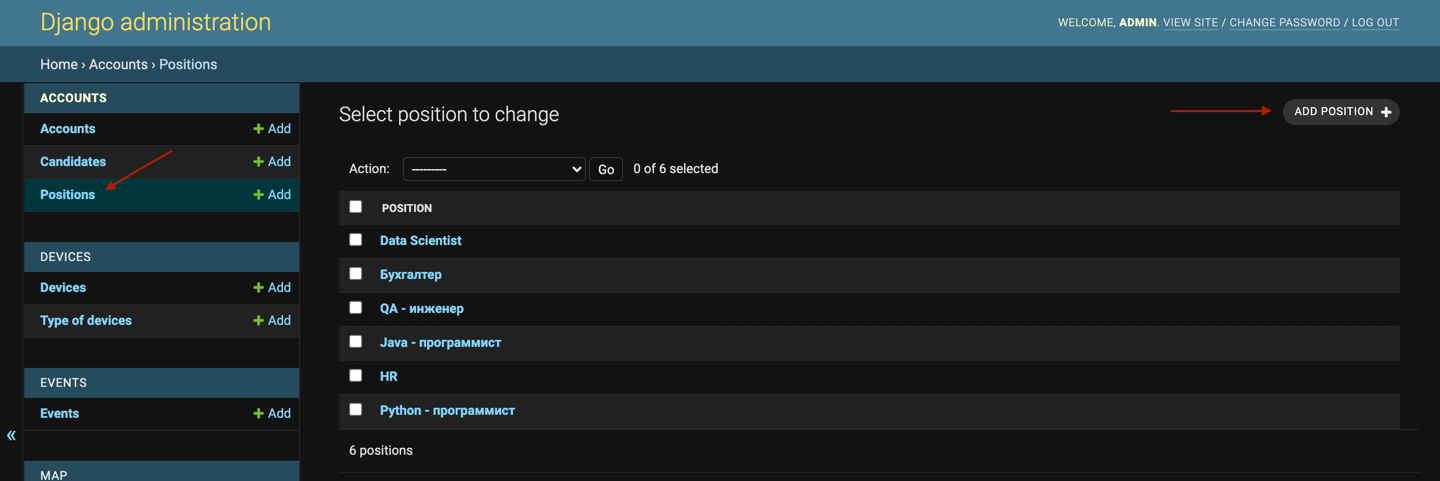 Django administration
WELCOME, ADMIN. VIEW SITE / CHANGE PASSWORD / LOG OUT
Home › Accounts › Positions
ACCOUNTS
Accounts + Add
Candidates + Add
Positions + Add
DEVICES
Devices + Add
Type of devices + Add
EVENTS
Events + Add
«
MAP
Select position to change
ADD POSITION +
Action: --------- Go 0 of 6 selected
POSITION
Data Scientist
Бухгалтер
QA - инженер
Java - программист
HR
Python - программист
6 positions